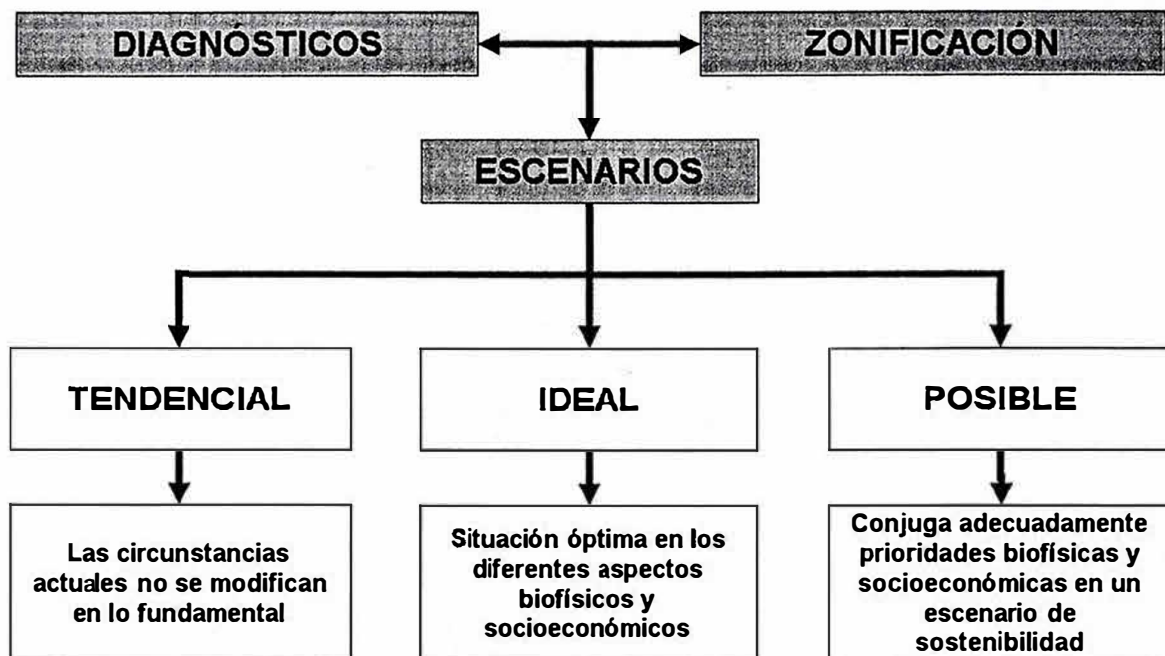 DIAGNÓSTICOS
ZONIFICACIÓN
ESCENARIOS
TENDENCIAL
IDEAL
POSIBLE
Las circunstancias
actuales no se modifican
en lo fundamental
Situación óptima en los
diferentes aspectos
biofísicos y
socioeconómicos
Conjuga adecuadamente
prioridades biofísicas y
socioeconómicas en un
escenario de
sostenibilidad